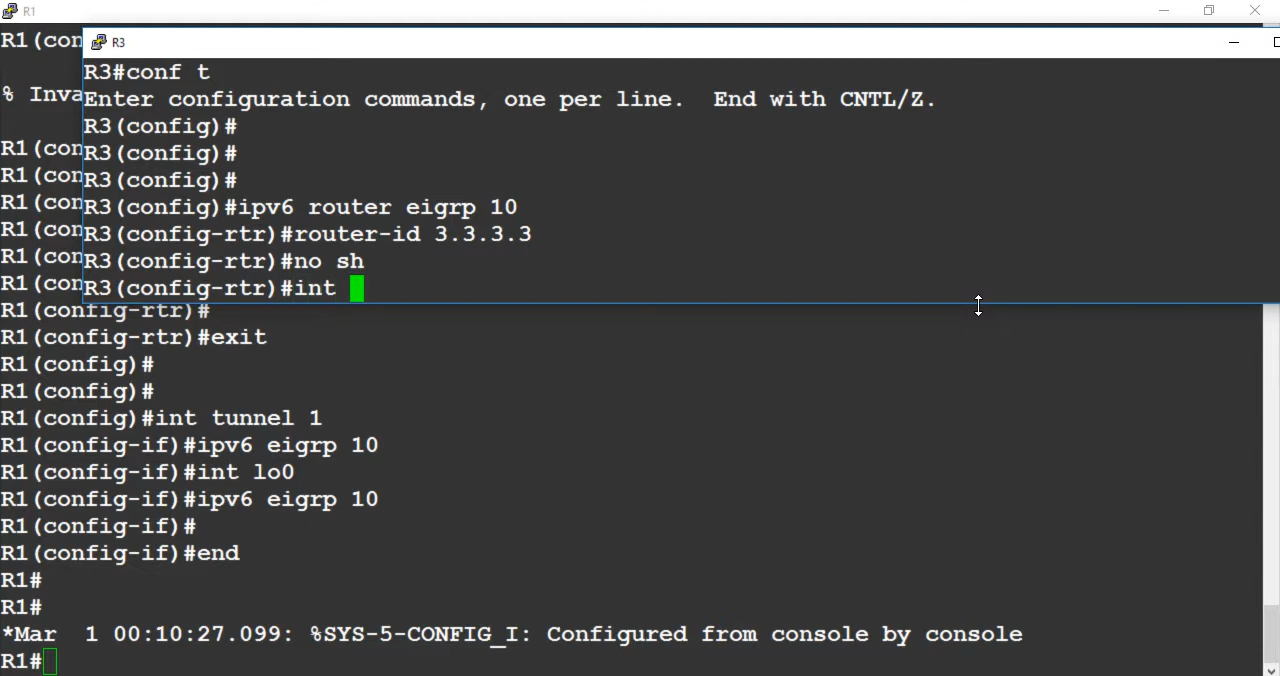 R1
R1(con
% Inva
R1(con
R1(con
R1(con
R1(con
R1(con
R1(con
R3
R3#conf t
Enter configuration commands, one per line.  End with CNTL/Z.
R3(config)#
R3(config)#
R3(config)#
R3(config)#ipv6 router eigrp 10
R3(config-rtr)#router-id 3.3.3.3
R3(config-rtr)#no sh
R3(config-rtr)#int
R1(config-rtr)#
R1(config-rtr)#exit
R1(config)#
R1(config)#
R1(config)#int tunnel 1
R1(config-if)#ipv6 eigrp 10
R1(config-if)#int lo0
R1(config-if)#ipv6 eigrp 10
R1(config-if)#
R1(config-if)#end
R1#
R1#
*Mar  1 00:10:27.099: %SYS-5-CONFIG_I: Configured from console by console
R1#